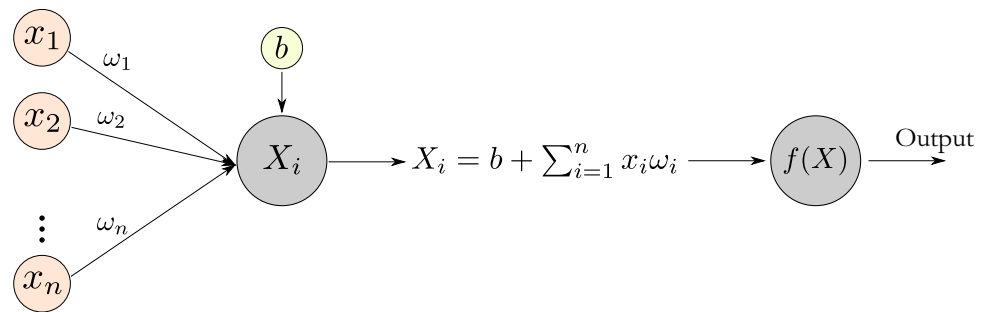 x₁
ω₁
b
x₂
ω₂
Xᵢ
Xᵢ = b + ∑ⁿᵢ₌₁ xᵢωᵢ
f(X)
Output
⋮
ωₙ
xₙ